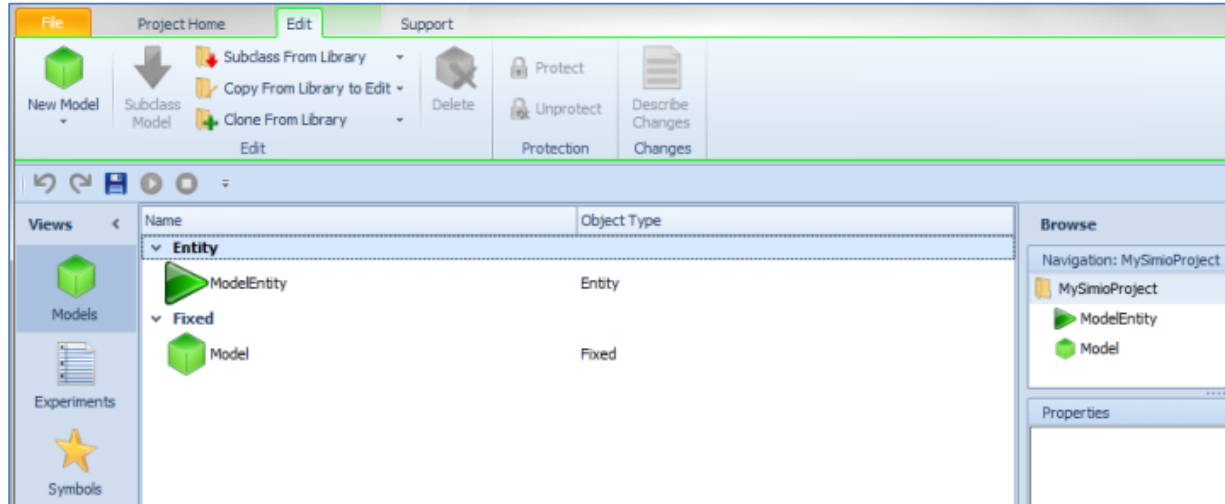 File Project Home Edit Support
Subclass From Library
Copy From Library to Edit
Clone From Library
New Model
Subclass
Model
Delete
Protect
Unprotect
Describe
Changes
Edit Protection Changes
Views Name Object Type Browse
Entity
ModelEntity Entity
Fixed
Model Fixed
Models
Experiments
Symbols
Navigation: MySimioProject
MySimioProject
ModelEntity
Model
Properties